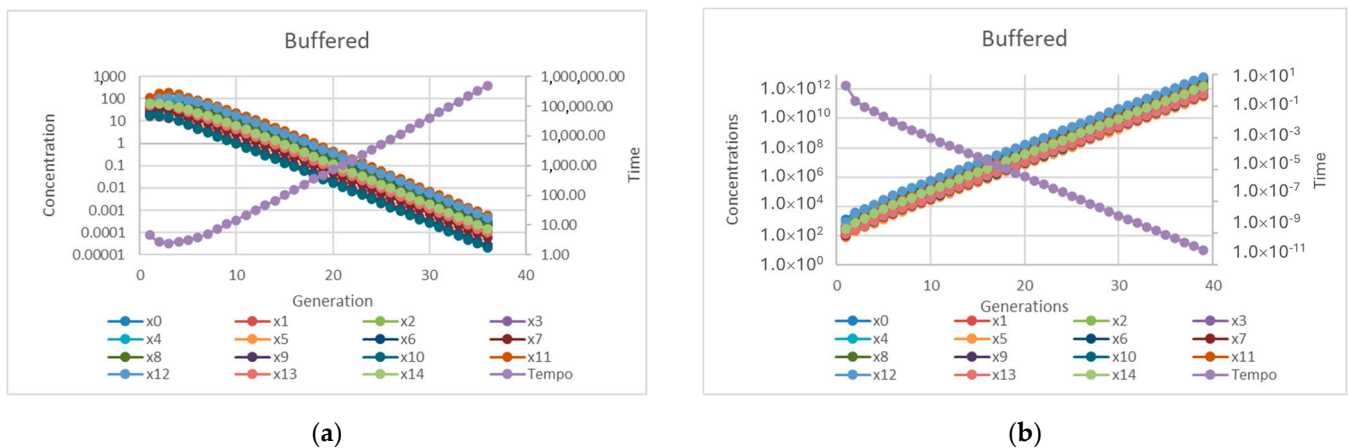 Buffered
Concentration
1,000
100
10
1
0.1
0.01
0.001
0.0001
0.00001
1,000,000.00
100,000.00
10,000.00
1,000.00
100.00
10.00
1.00
Time
0 10 20 30 40
Generation
x0 x1 x2 x3
x4 x5 x6 x7
x8 x9 x10 x11
x12 x13 x14 Tempo
(a)
Buffered
Concentrations
1.0×10¹²
1.0×10¹⁰
1.0×10⁸
1.0×10⁶
1.0×10⁴
1.0×10²
1.0×10⁰
1.0×10¹
1.0×10⁻¹
1.0×10⁻³
1.0×10⁻⁵
1.0×10⁻⁷
1.0×10⁻⁹
1.0×10⁻¹¹
Time
0 10 20 30 40
Generations
x0 x1 x2 x3
x4 x5 x6 x7
x8 x9 x10 x11
x12 x13 x14 Tempo
(b)